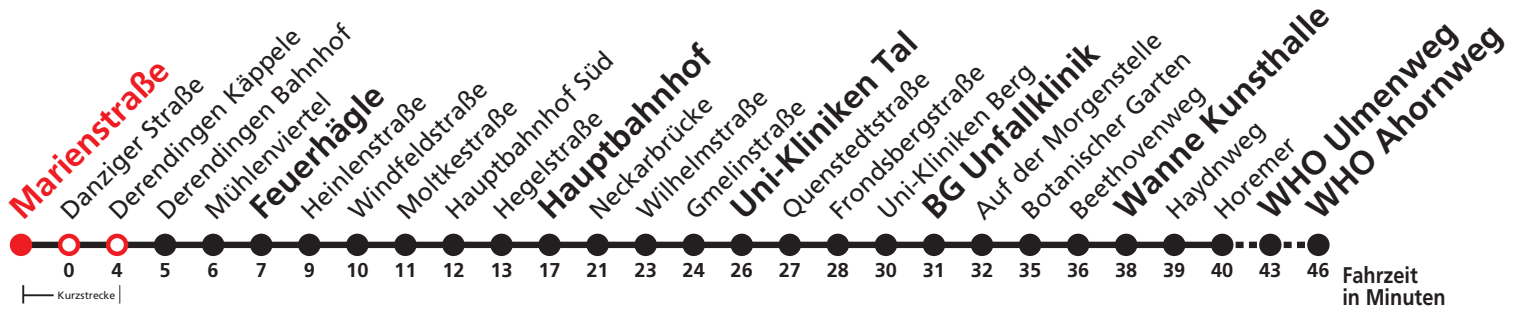 Marienstraße
Danziger Straße
Derendingen Käppele
Derendingen Bahnhof
Mühlenviertel
Feuerhägle
Heinlenstraße
Windfeldstraße
Moltkestraße
Hauptbahnhof Süd
Hegelstraße
Hauptbahnhof
Neckarbrücke
Wilhelmstraße
Gmelinstraße
Uni-Kliniken Tal
Quenstedtstraße
Frondsbergstraße
Uni-Kliniken Berg
BG Unfallklinik
Auf der Morgenstelle
Botanischer Garten
Beethovenweg
Wanne Kunsthalle
Haydnweg
Horemer
WHO Ulmenweg
WHO Ahornweg
0 4 5 6 7 9 10 11 12 13 17 21 23 24 26 27 28 30 31 32 35 36 38 39 40 43 46
Fahrzeit
in Minuten
Kurzstrecke